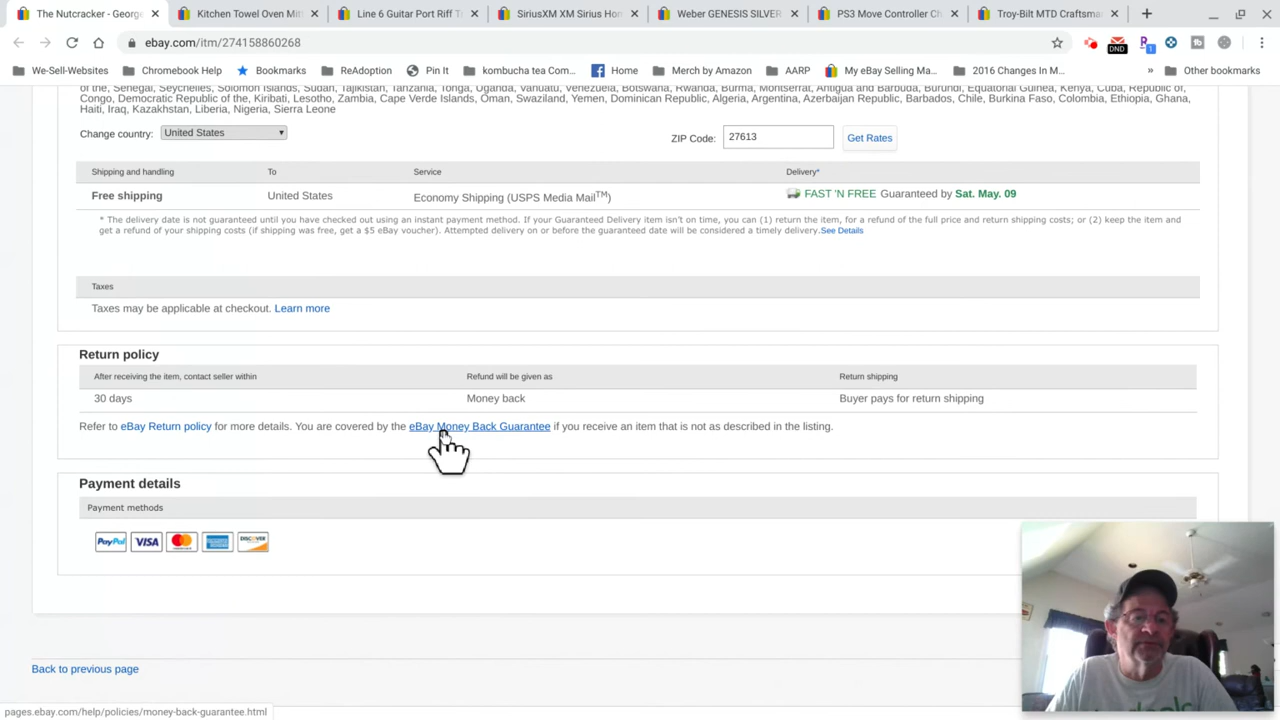 The Nutcracker - George
Kitchen Towel Oven Mit
Line 6 Guitar Port Riff T
SiriusXM XM Sirius Hon
Weber GENESIS SILVER
PS3 Move Controller Ch
Troy-Bilt MTD Craftsma
ebay.com/itm/274158860268
DND
1
We-Sell-Websites
Chromebook Help
Bookmarks
ReAdoption
Pin It
kombucha tea Com...
Home
Merch by Amazon
AARP
My eBay Selling Ma...
2016 Changes In M...
»
Other bookmarks
of the, Senegal, Seychelles, Solomon Islands, Sudan, Tajikistan, Tanzania, Tonga, Uganda, Vanuatu, Venezuela, Botswana, Rwanda, Burma, Montserrat, Antigua and Barbuda, Burundi, Equatorial Guinea, Kenya, Cuba, Republic of,
Congo, Democratic Republic of the, Kiribati, Lesotho, Zambia, Cape Verde Islands, Oman, Swaziland, Yemen, Dominican Republic, Algeria, Argentina, Azerbaijan Republic, Barbados, Chile, Burkina Faso, Colombia, Ethiopia, Ghana,
Haiti, Iraq, Kazakhstan, Liberia, Nigeria, Sierra Leone
Change country: United States
ZIP Code: 27613 Get Rates
Shipping and handling To Service Delivery*
Free shipping United States Economy Shipping (USPS Media Mail™) FAST 'N FREE Guaranteed by Sat. May. 09
* The delivery date is not guaranteed until you have checked out using an instant payment method. If your Guaranteed Delivery item isn't on time, you can (1) return the item, for a refund of the full price and return shipping costs; or (2) keep the item and
get a refund of your shipping costs (if shipping was free, get a $5 eBay voucher). Attempted delivery on or before the guaranteed date will be considered a timely delivery.See Details
Taxes
Taxes may be applicable at checkout. Learn more
Return policy
After receiving the item, contact seller within Refund will be given as Return shipping
30 days Money back Buyer pays for return shipping
Refer to eBay Return policy for more details. You are covered by the eBay Money Back Guarantee if you receive an item that is not as described in the listing.
Payment details
Payment methods
PayPal VISA
DISCOVER
Back to previous page
pages.ebay.com/help/policies/money-back-guarantee.html